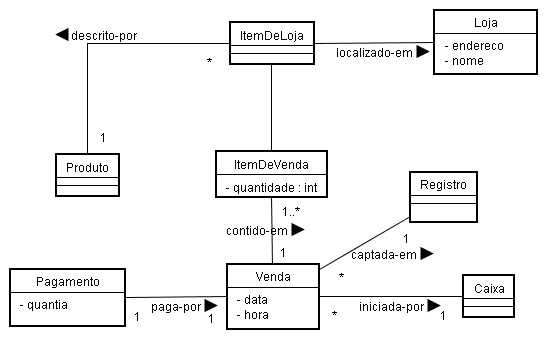 Loja
- endereco
- nome
ItemDeLoja
descrito-por
localizado-em
*
1
Produto
ItemDeVenda
- quantidade : int
Registro
1..*
contido-em
1
captada-em
1
*
Pagamento
- quantia
Venda
- data
- hora
Caixa
1
paga-por
1
*
iniciada-por
1